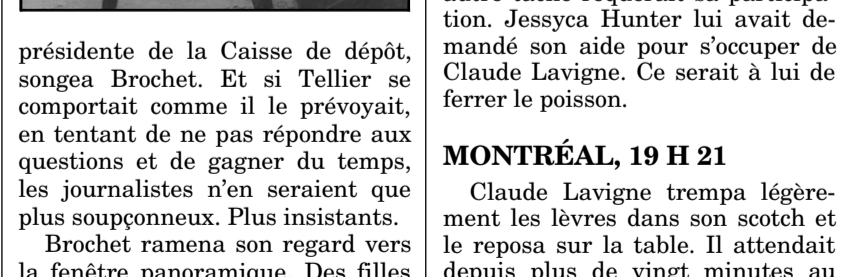 présidente de la Caisse de dépôt,
songea Brochet. Et si Tellier se
comportait comme il le prévoyait,
en tentant de ne pas répondre aux
questions et de gagner du temps,
les journalistes n'en seraient que
plus soupçonneux. Plus insistants.
Brochet ramena son regard vers
la fenêtre panoramique. Des filles
autre tâche requérait sa participa-
tion. Jessyca Hunter lui avait de-
mandé son aide pour s'occuper de
Claude Lavigne. Ce serait à lui de
ferrer le poisson.
MONTRÉAL, 19 H 21
Claude Lavigne trempa légère-
ment les lèvres dans son scotch et
le reposa sur la table. Il attendait
depuis plus de vingt minutes au